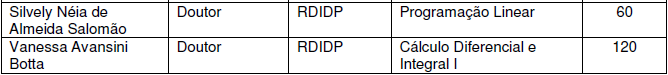 Silvely Néia de Almeida Salomão Doutor RDIDP Programação Linear 60
Vanessa Avansini Botta Doutor RDIDP Cálculo Diferencial e Integral I 120